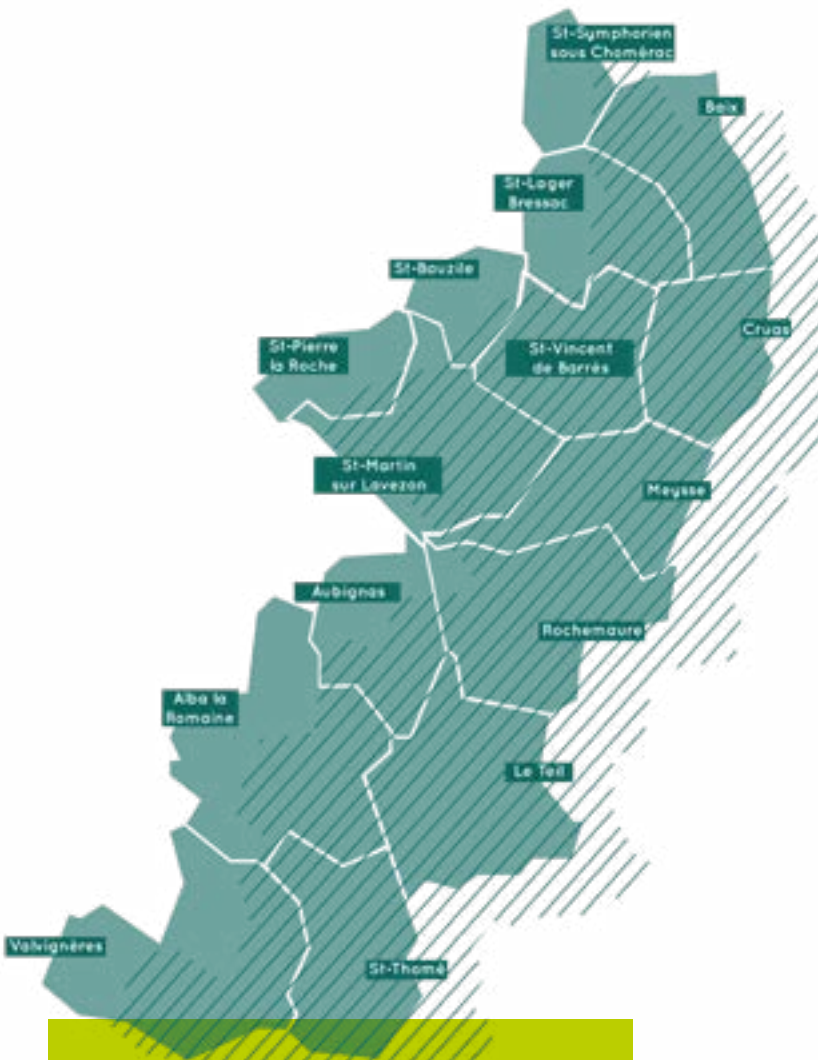 St-Symphorien
sous Chomérac
Baix
St-Lager
Bressac
St-Bauzile
Cruas
St-Pierre
la Roche
St-Vincent
de Barrès
St-Martin
sur Lavezon
Meysse
Aubignas
Rochemaure
Alba la
Romaine
Le Teil
Valvignères
St-Thomé